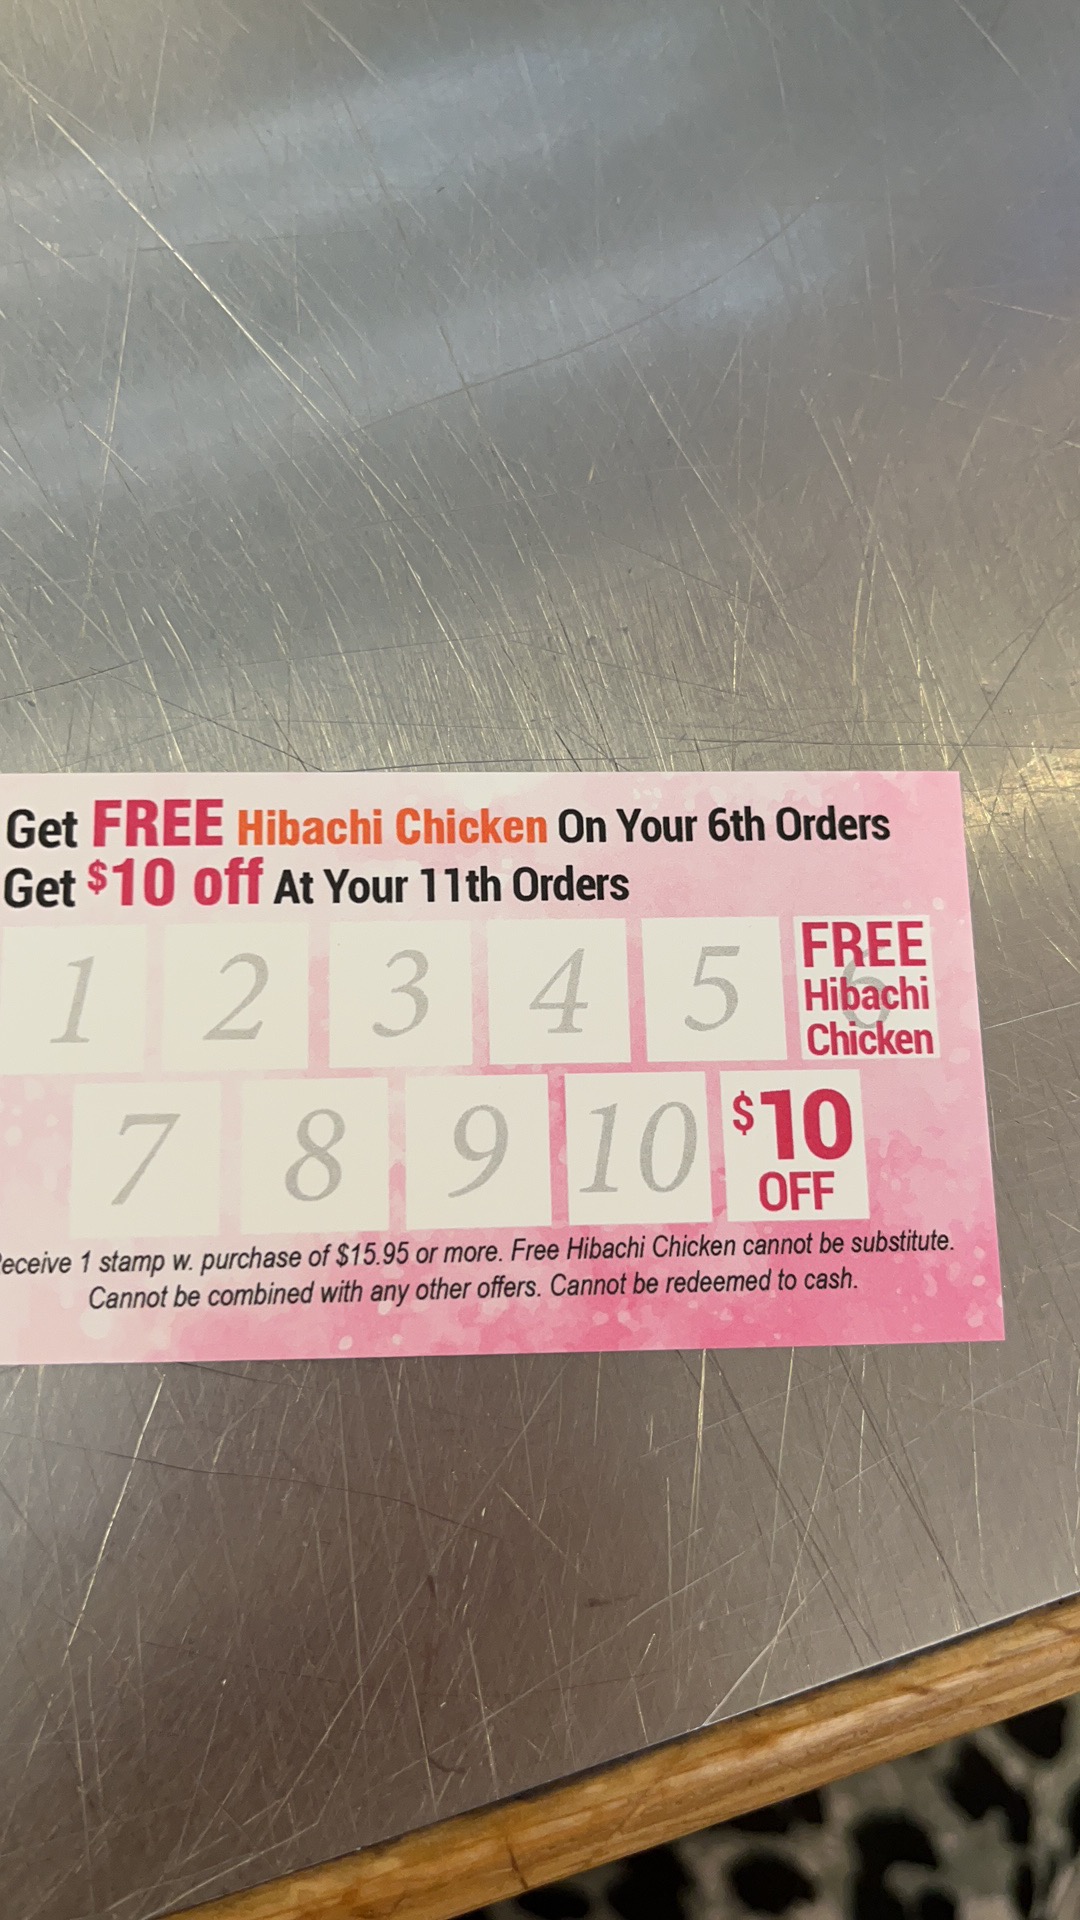 Get FREE Hibachi Chicken On Your 6th Orders
Get $10 off At Your 11th Orders
1 2 3 4 5 6 FREE
Hibachi
Chicken
7 8 9 10 $10
OFF
eceive 1 stamp w. purchase of $15.95 or more. Free Hibachi Chicken cannot be substitute.
Cannot be combined with any other offers. Cannot be redeemed to cash.